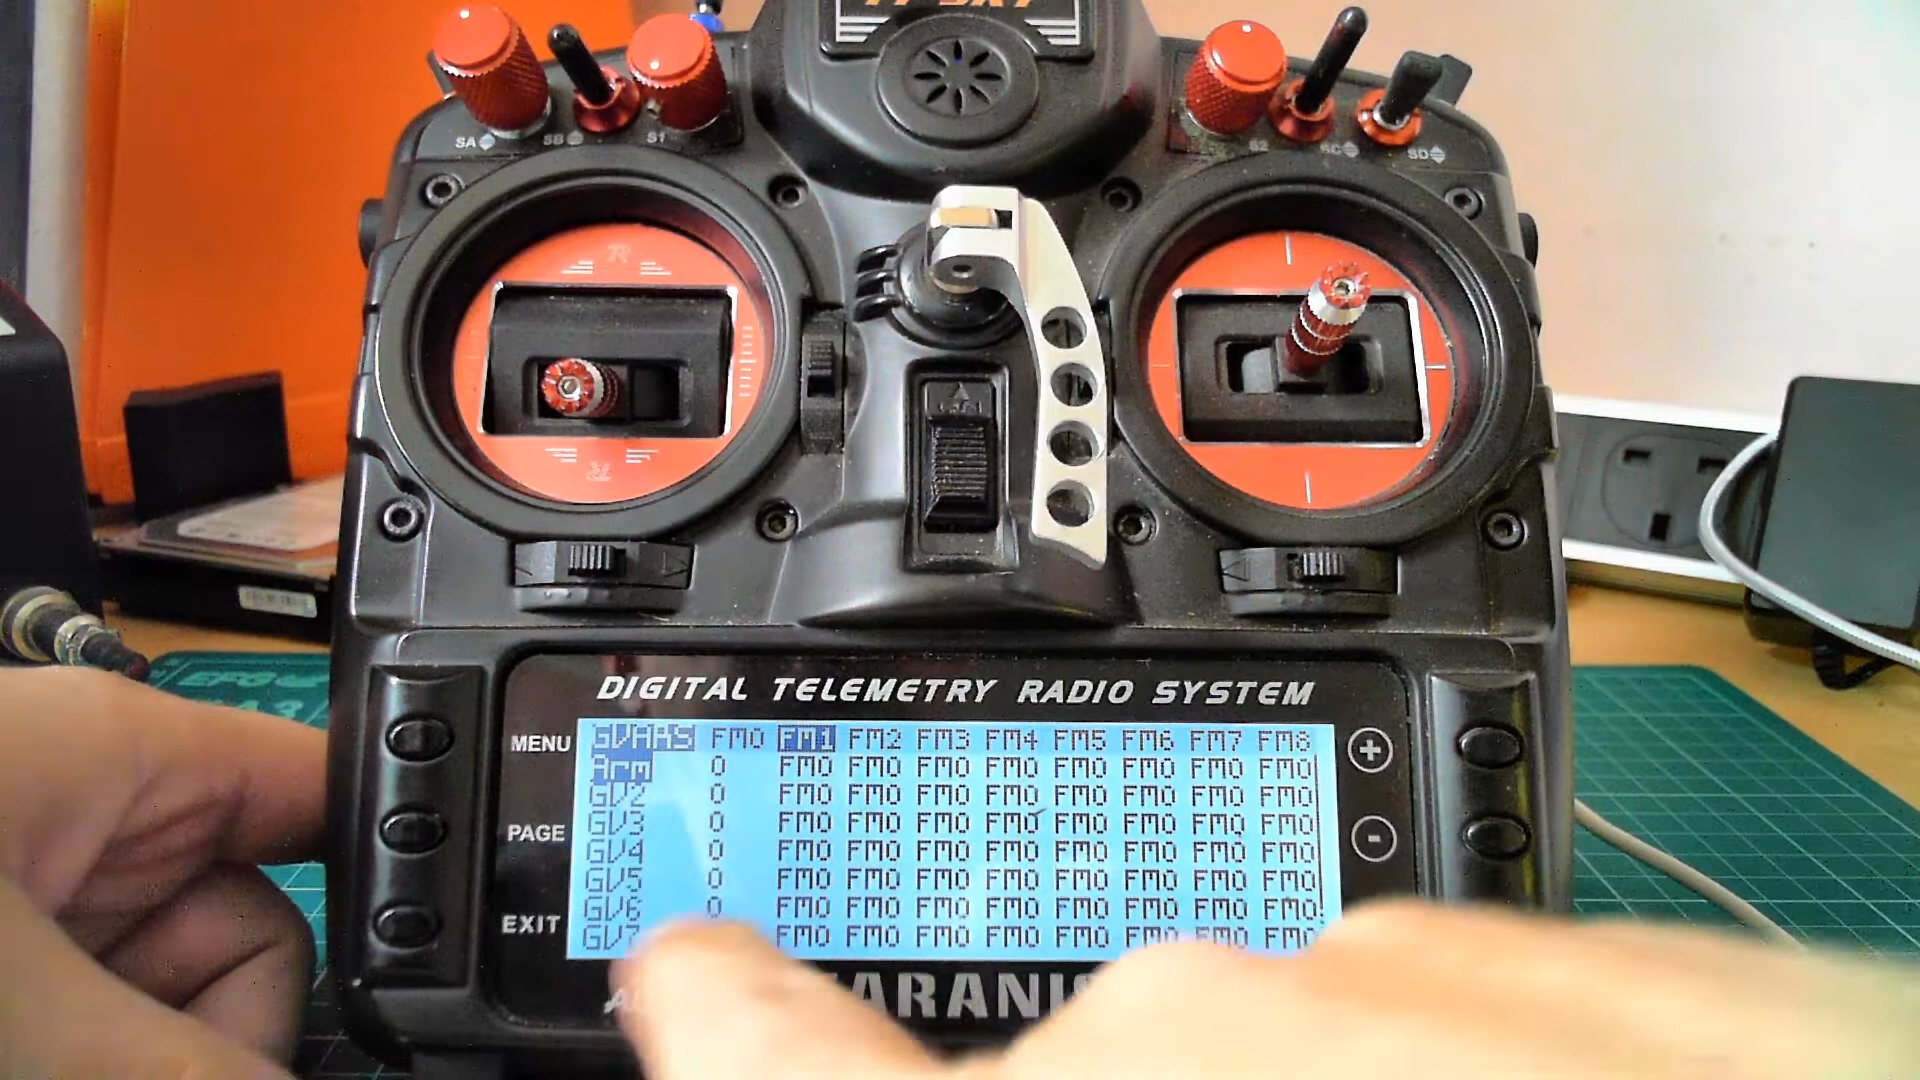 SA SB S1 S2 SC SD
DIGITAL TELEMETRY RADIO SYSTEM
MENU
PAGE
EXIT
+
-
GVARS FM0 FM1 FM2 FM3 FM4 FM5 FM6 FM7 FM8
Arm 0 FM0 FM0 FM0 FM0 FM0 FM0 FM0 FM0
GV2 0 FM0 FM0 FM0 FM0 FM0 FM0 FM0 FM0
GV3 0 FM0 FM0 FM0 FM0 FM0 FM0 FM0 FM0
GV4 0 FM0 FM0 FM0 FM0 FM0 FM0 FM0 FM0
GV5 0 FM0 FM0 FM0 FM0 FM0 FM0 FM0 FM0
GV6 0 FM0 FM0 FM0 FM0 FM0 FM0 FM0 FM0
GV7 FM0 FM0 FM0 FM0 FM0 FM0 FM0 FM0
ARANI